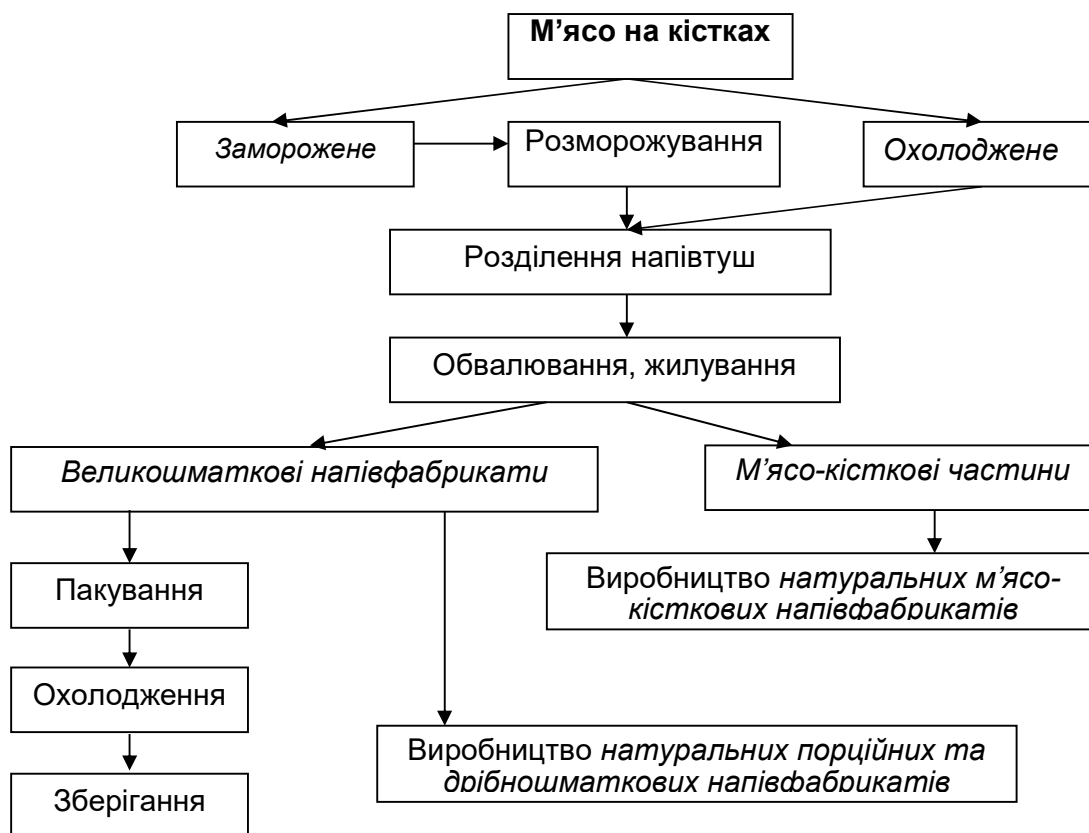 М’ясо на кістках
Заморожене
Розморожування
Охолоджене
Розділення напівтуш
Обвалювання, жилування
Великошматкові напівфабрикати
М’ясо-кісткові частини
Пакування
Виробництво натуральних м’ясо-
кісткових напівфабрикатів
Охолодження
Виробництво натуральних порційних та
дрібношматкових напівфабрикатів
Зберігання